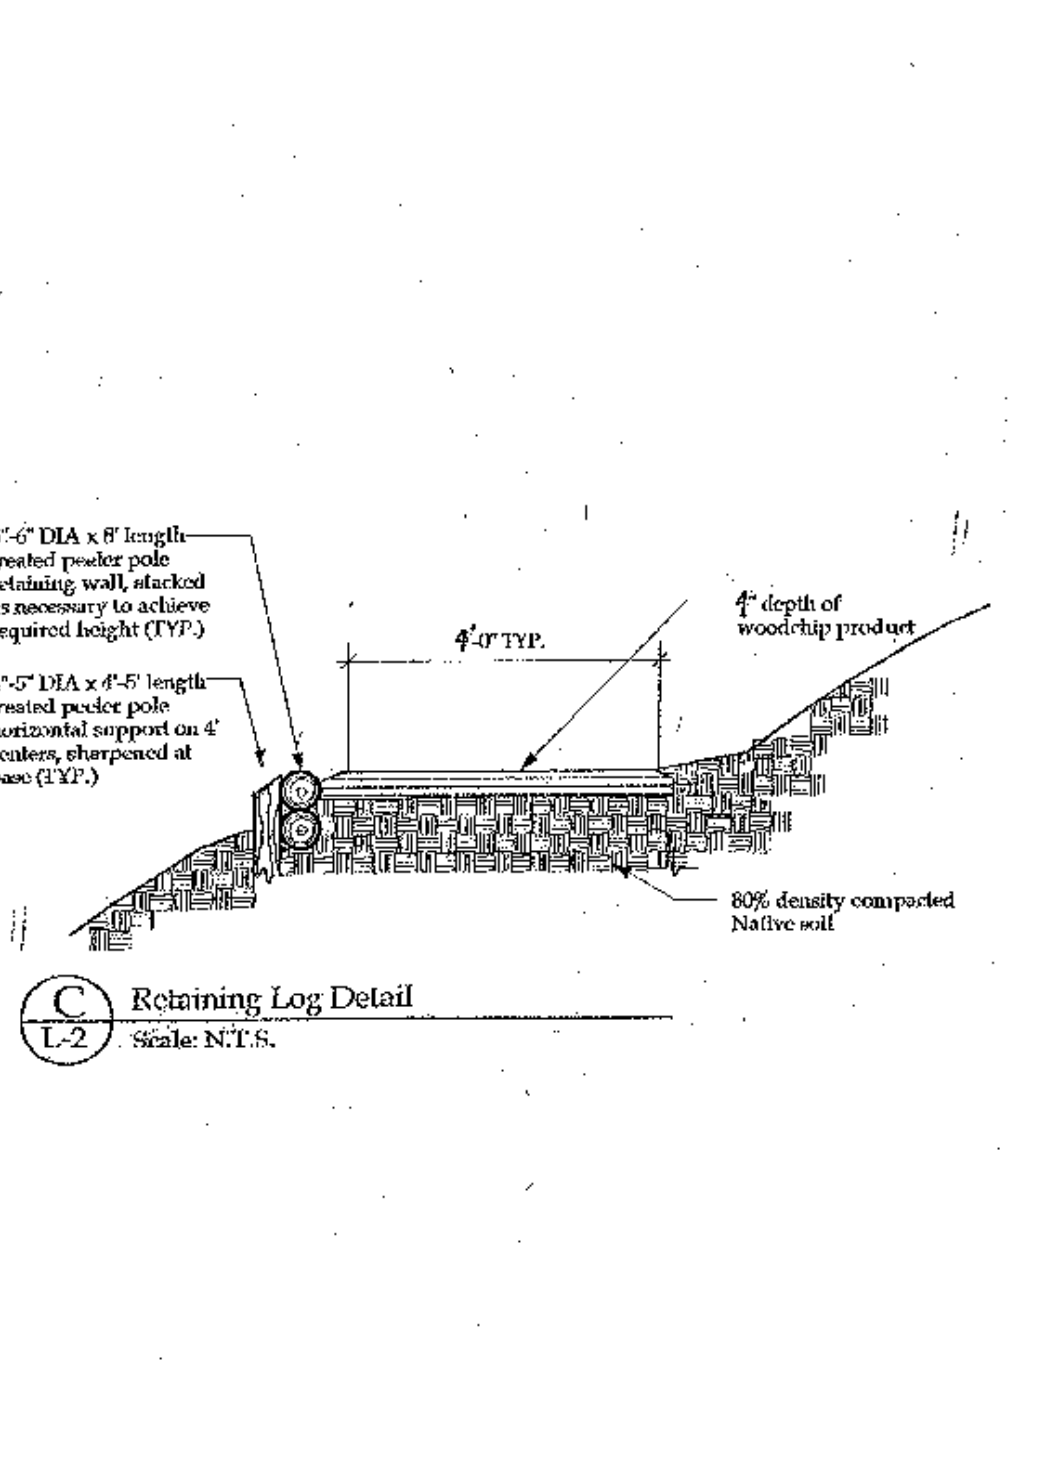 '-6" DIA x 8' length
reated peeler pole
etaining wall, stacked
s necessary to achieve
equired height (TYP.)
"-5" DIA x 4'-5' length
reated peeler pole
orizontal support on 4'
enters, sharpened at
ase (TYP.)
4'-0" TYP.
4" depth of
woodchip product
80% density compacted
Native soil
C
L-2
Retaining Log Detail
Scale: N.T.S.